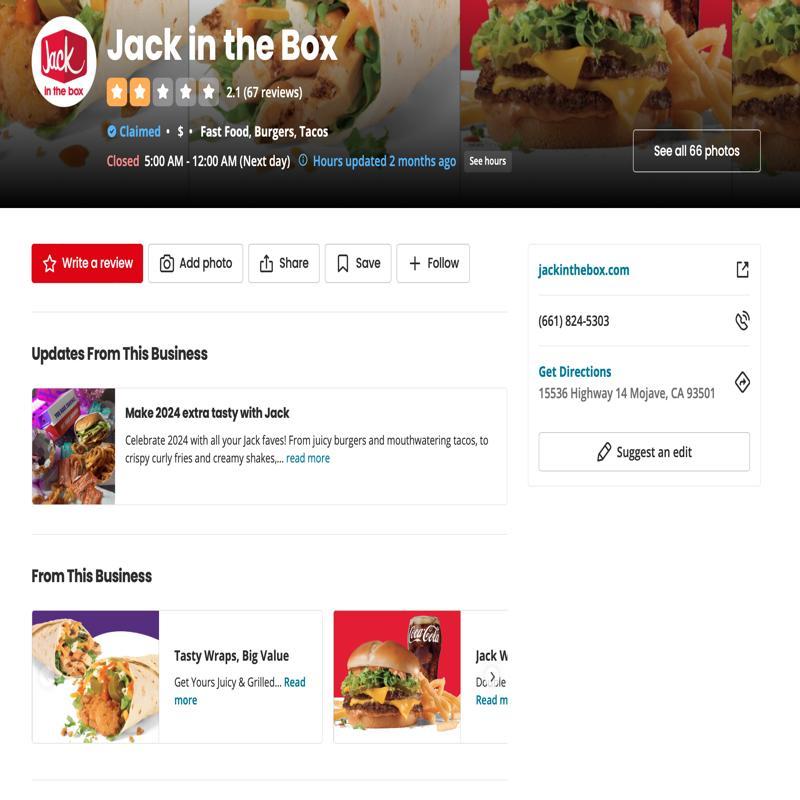 Jack in the Box
Jack
in the box
2.1 (67 reviews)
Claimed • $ • Fast Food, Burgers, Tacos
Closed 5:00 AM - 12:00 AM (Next day) Hours updated 2 months ago See hours
See all 66 photos
Write a review
Add photo
Share
Save
Follow
jackinthebox.com
(661) 824-5303
Get Directions
15536 Highway 14 Mojave, CA 93501
Suggest an edit
Updates From This Business
Make 2024 extra tasty with Jack
Celebrate 2024 with all your Jack faves! From juicy burgers and mouthwatering tacos, to
crispy curly fries and creamy shakes,... read more
From This Business
Tasty Wraps, Big Value
Get Yours Juicy & Grilled... Read
more
Coca-Cola
Jack W
Read m